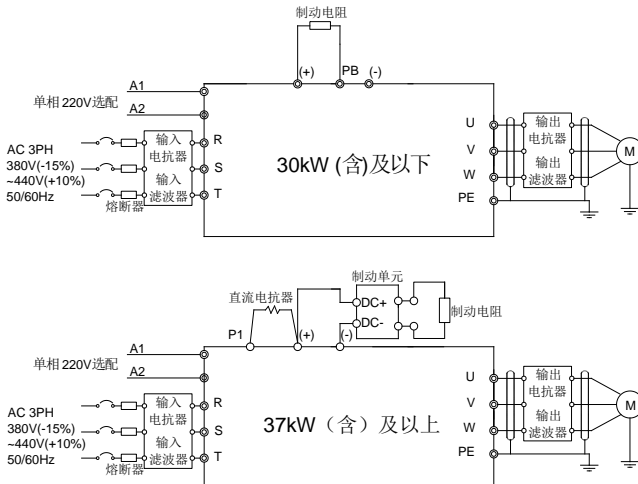 制动电阻
(+) PB (-)
A1
单相 220V选配
A2
AC 3PH
380V(-15%)
~440V(+10%)
50/60Hz
熔断器
输入
电抗器
输入
滤波器
R
S
T
30kW (含)及以下
U
V
W
PE
输出
电抗器
输出
滤波器
M
制动单元
直流电抗器
DC+
DC-
制动电阻
P1 (+) (-)
A1
单相 220V选配
A2
AC 3PH
380V(-15%)
~440V(+10%)
50/60Hz
熔断器
输入
电抗器
输入
滤波器
R
S
T
37kW（含）及以上
U
V
W
PE
输出
电抗器
输出
滤波器
M